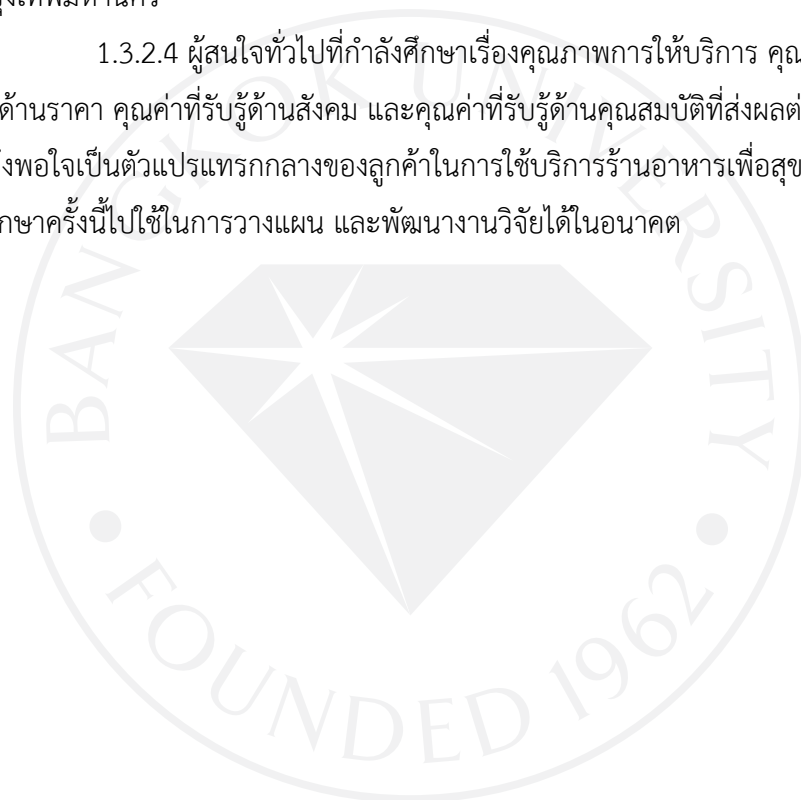 1.3.2.4 ผู้สนใจทั่วไปที่กำลังศึกษาเรื่องคุณภาพการให้บริการ คุณ
ด้านราคา คุณค่าที่รับรู้ด้านสังคม และคุณค่าที่รับรู้ด้านคุณสมบัติที่ส่งผลต่
งพอใจเป็นตัวแปรแทรกกลางของลูกค้าในการใช้บริการร้านอาหารเพื่อสุข
กษาครั้งนี้ไปใช้ในการวางแผน และพัฒนางานวิจัยได้ในอนาคต
BANGKOK UNIVERSITY
FOUNDED 1962